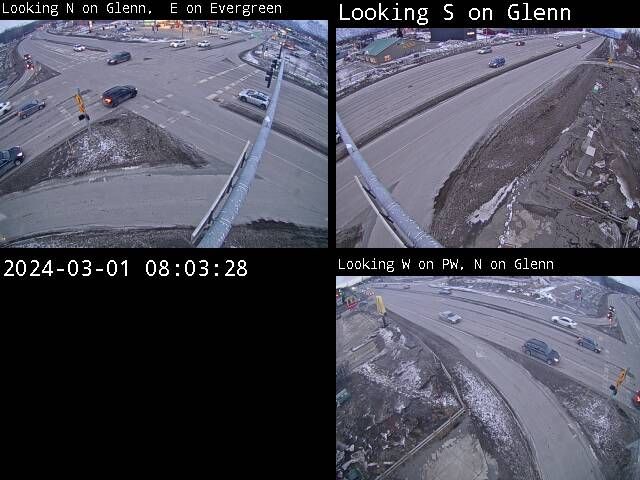 Looking N on Glenn,  E on Evergreen
Looking S on Glenn
2024-03-01 08:03:28
Looking W on PW, N on Glenn